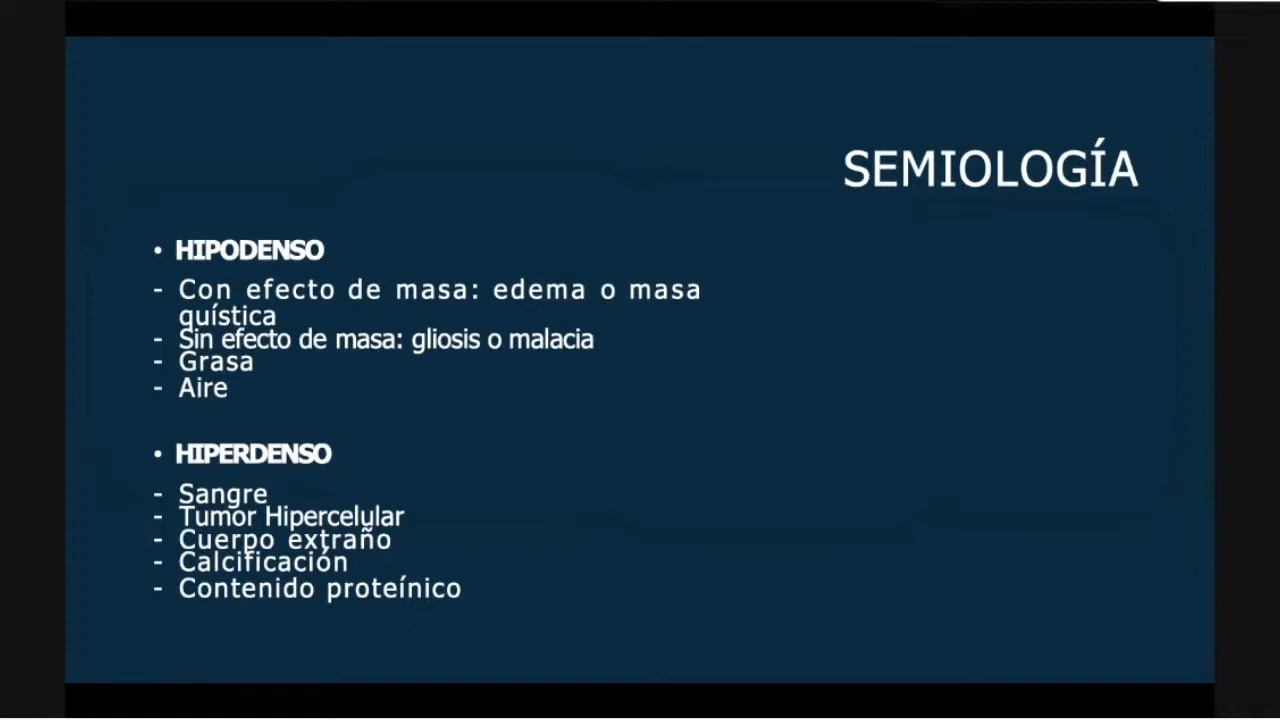 SEMIOLOGÍA
• HIPODENSO
- Con efecto de masa: edema o masa
quística
- Sin efecto de masa: gliosis o malacia
- Grasa
- Aire
• HIPERDENSO
- Sangre
- Tumor Hipercelular
- Cuerpo extraño
- Calcificación
- Contenido proteínico